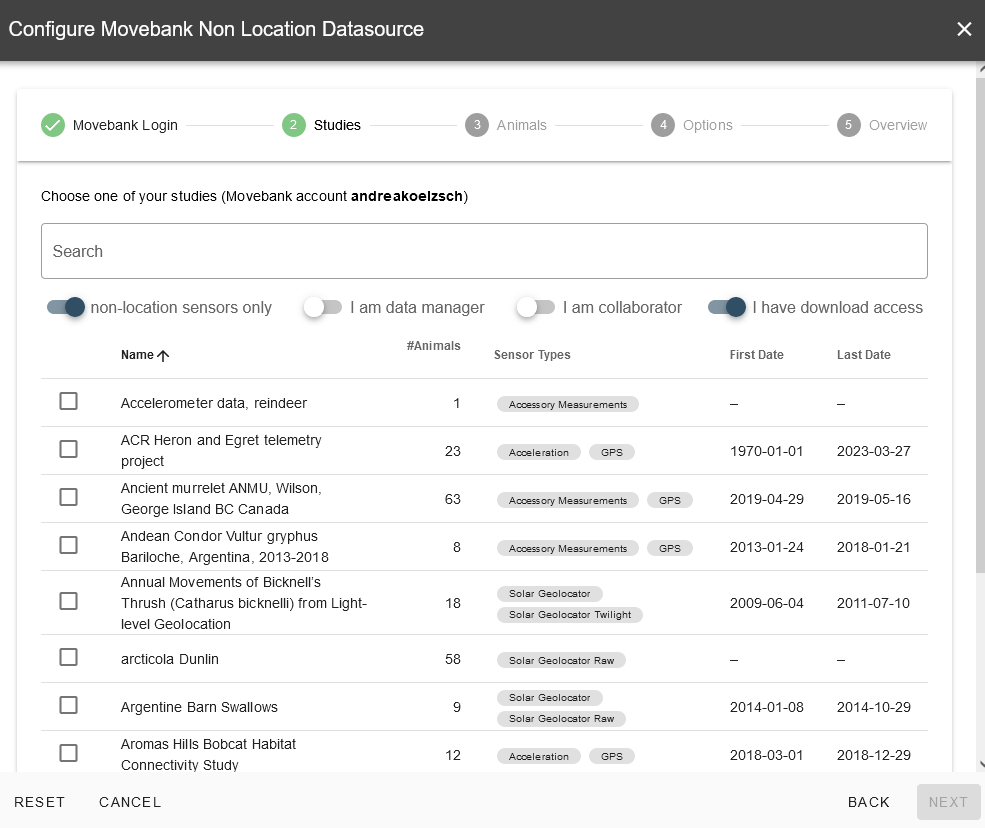 Configure Movebank Non Location Datasource
Movebank Login
2 Studies
3 Animals
4 Options
5 Overview
Choose one of your studies (Movebank account andreakoelzsch)
Search
non-location sensors only
I am data manager
I am collaborator
I have download access
Name #Animals Sensor Types First Date Last Date
Accelerometer data, reindeer 1 Accessory Measurements – –
ACR Heron and Egret telemetry
project
23 Acceleration GPS 1970-01-01 2023-03-27
Ancient murrelet ANMU, Wilson,
George Island BC Canada
63 Accessory Measurements GPS 2019-04-29 2019-05-16
Andean Condor Vultur gryphus
Bariloche, Argentina, 2013-2018
8 Accessory Measurements GPS 2013-01-24 2018-01-21
Annual Movements of Bicknell’s
Thrush (Catharus bicknelli) from Light-
level Geolocation
18
Solar Geolocator
Solar Geolocator Twilight
2009-06-04 2011-07-10
arcticola Dunlin 58 Solar Geolocator Raw – –
Argentine Barn Swallows 9
Solar Geolocator
Solar Geolocator Raw
2014-01-08 2014-10-29
Aromas Hills Bobcat Habitat
Connectivity Study
12 Acceleration GPS 2018-03-01 2018-12-29
RESET CANCEL BACK NEXT